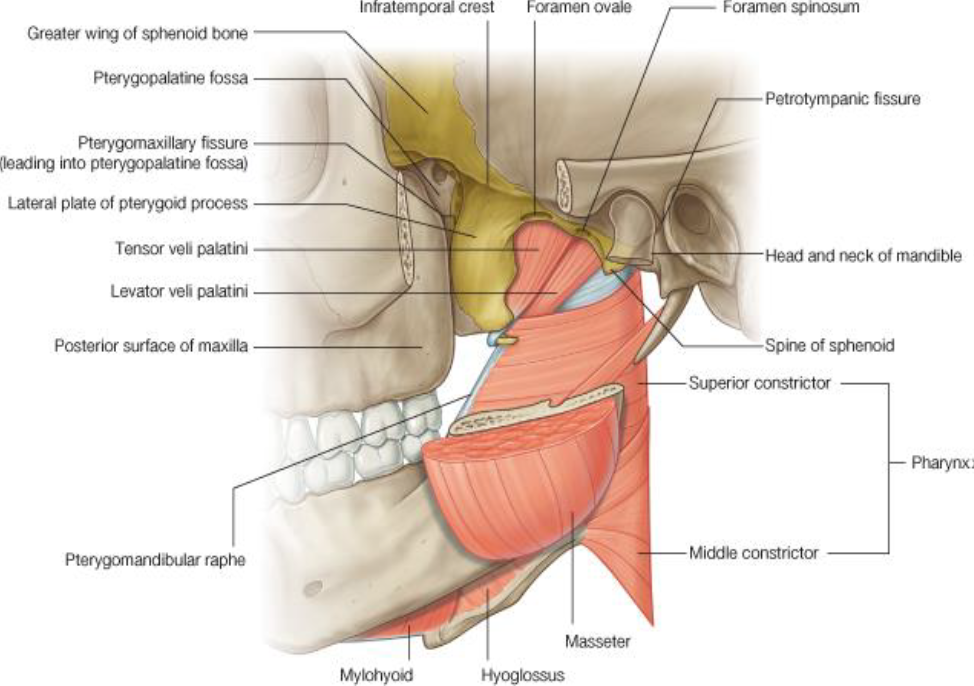 Infratemporal crest
Foramen ovale
Foramen spinosum
Greater wing of sphenoid bone
Pterygopalatine fossa
Petrotympanic fissure
Pterygomaxillary fissure
(leading into pterygopalatine fossa)
Lateral plate of pterygoid process
Tensor veli palatini
Head and neck of mandible
Levator veli palatini
Posterior surface of maxilla
Spine of sphenoid
Superior constrictor
Pharynx
Pterygomandibular raphe
Middle constrictor
Masseter
Mylohyoid
Hyoglossus